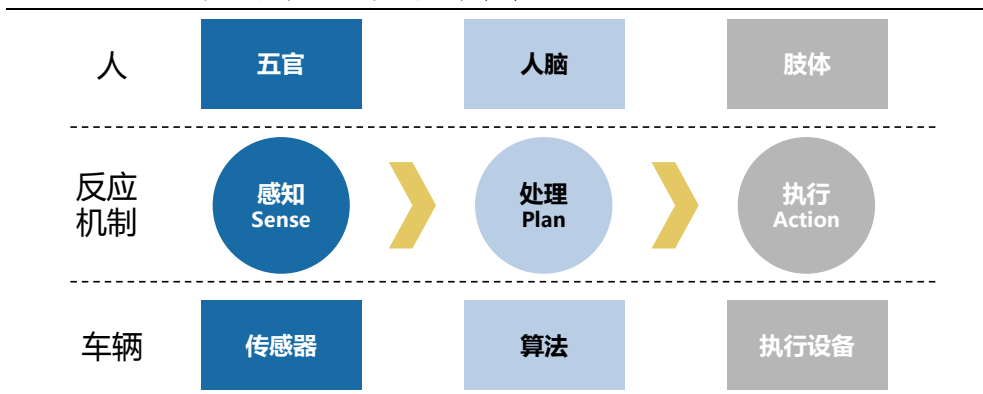 人
五官
人脑
肢体
反应
机制
感知
Sense
处理
Plan
执行
Action
车辆
传感器
算法
执行设备